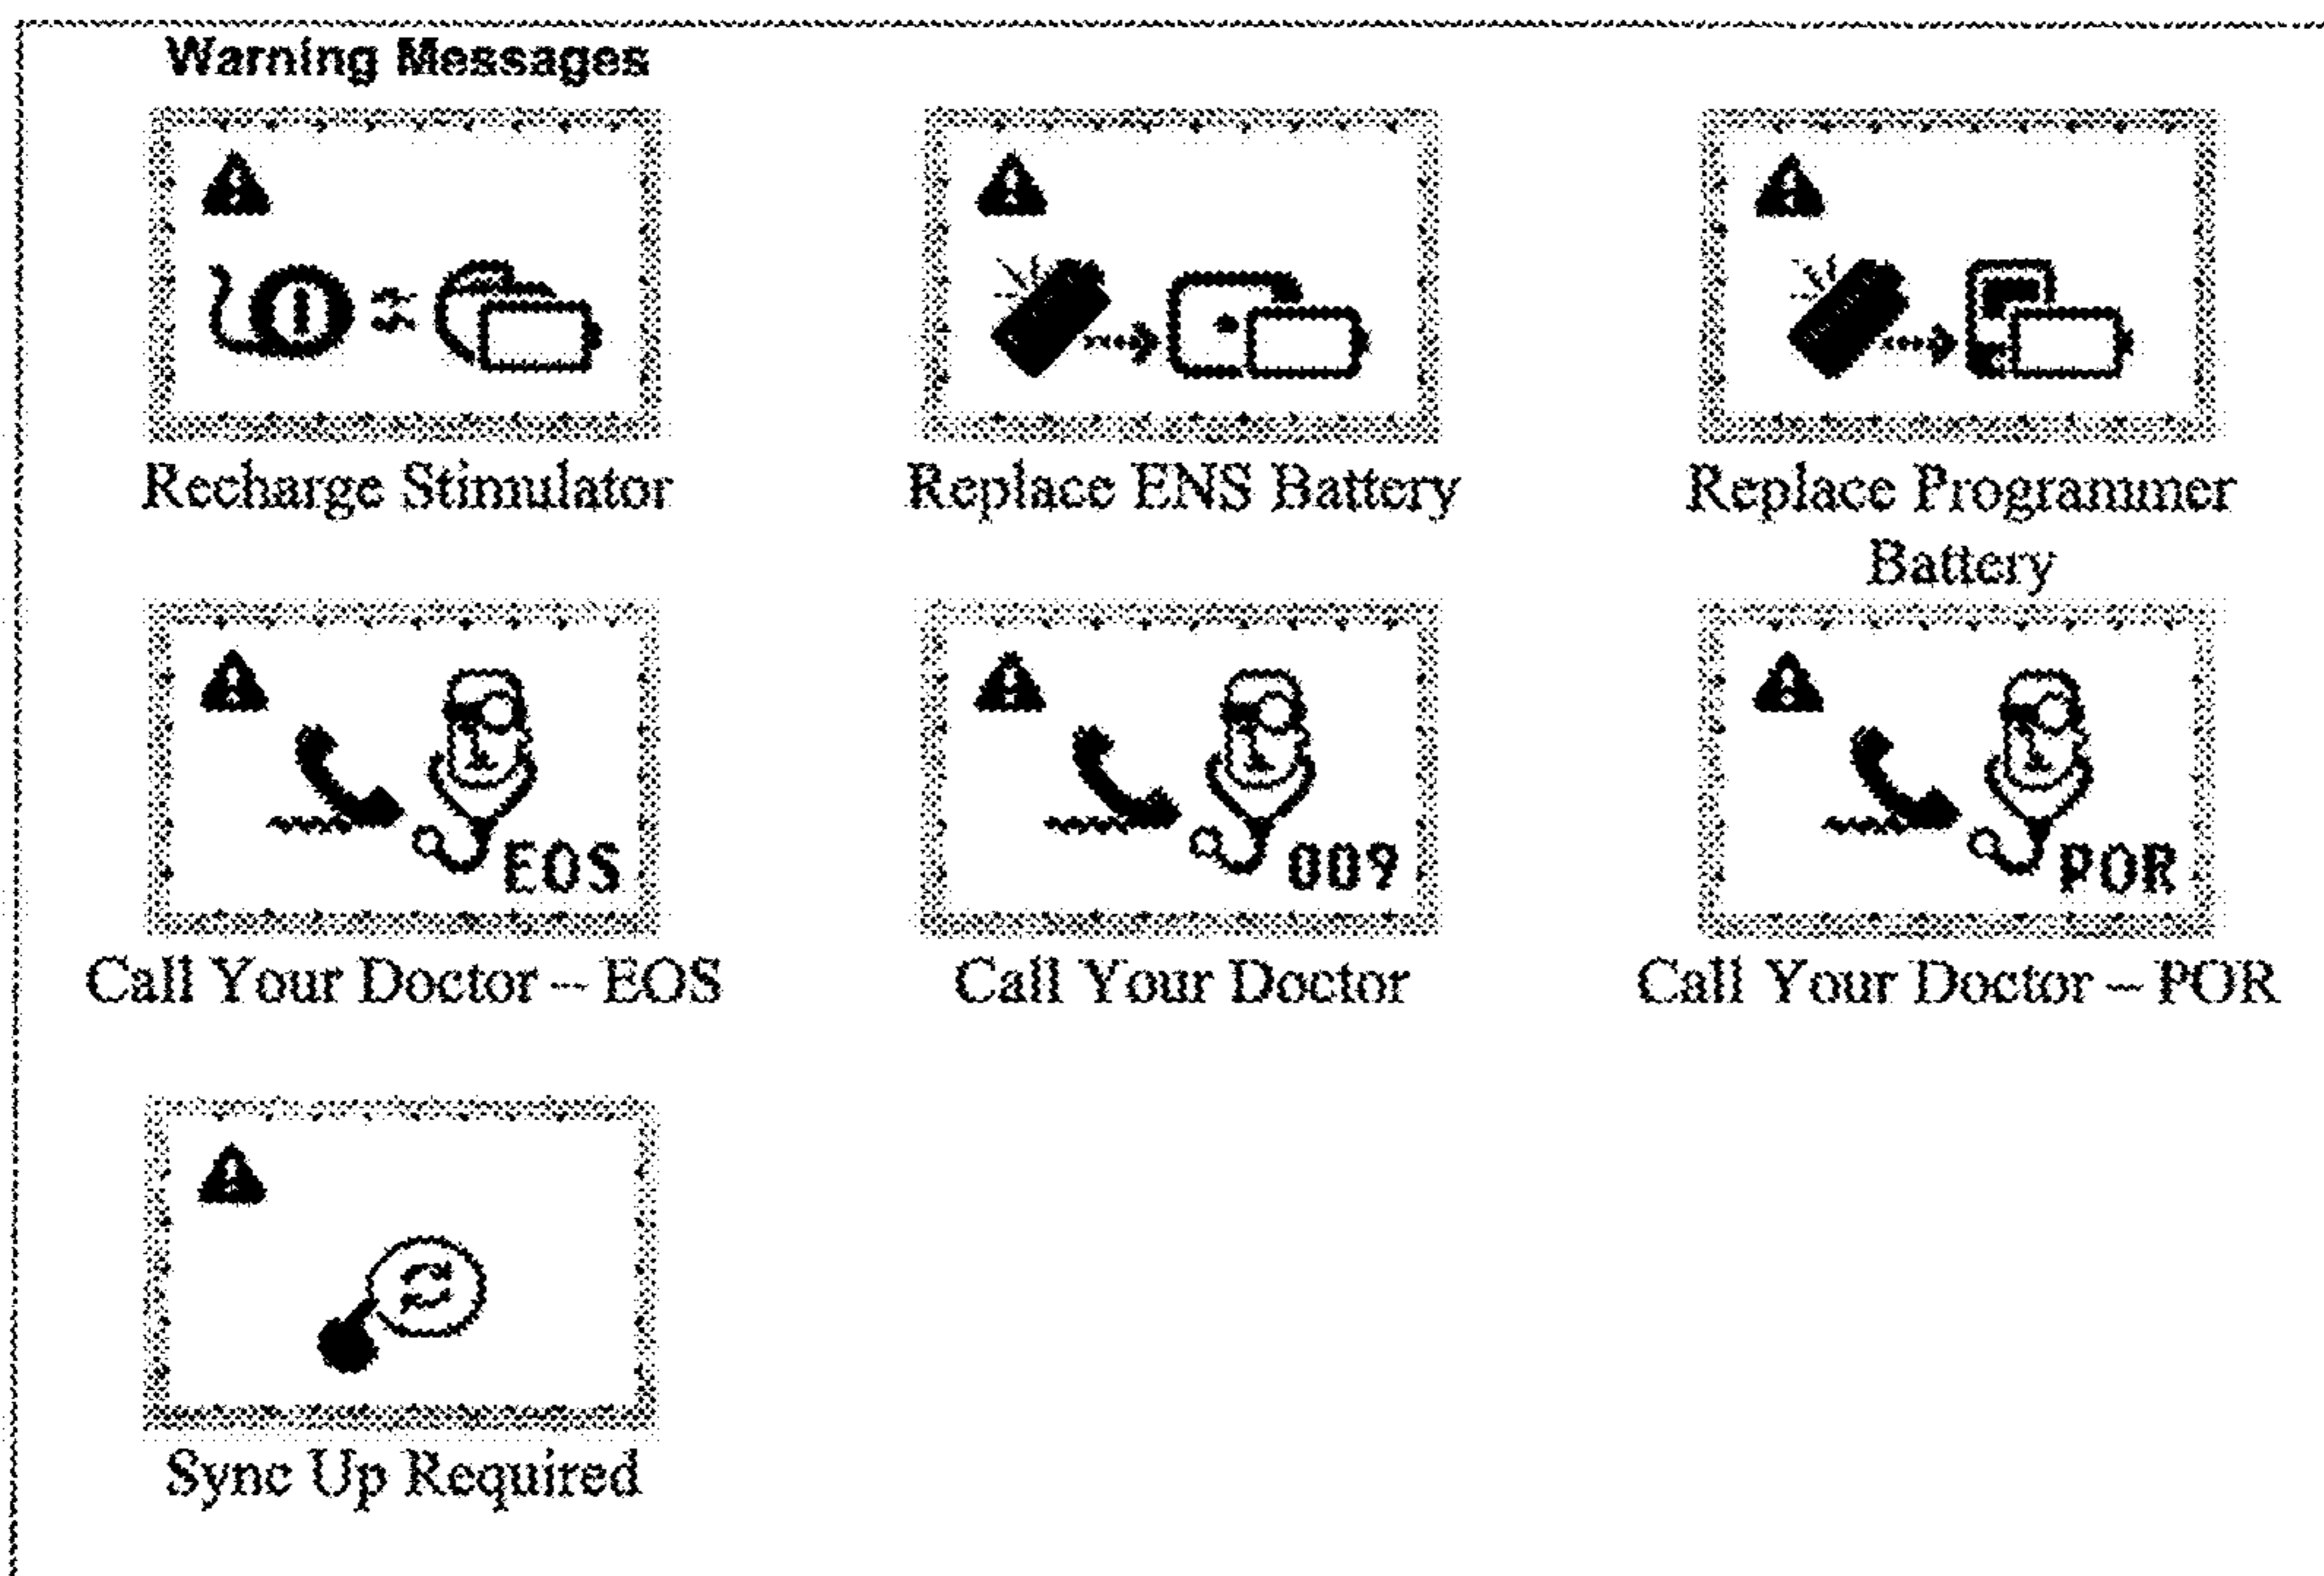 Warning Messages
Recharge Stimulator
Replace ENS Battery
Replace Programmer
Battery
EOS
009
POR
Call Your Doctor -- EOS
Call Your Doctor
Call Your Doctor – POR
Sync Up Required